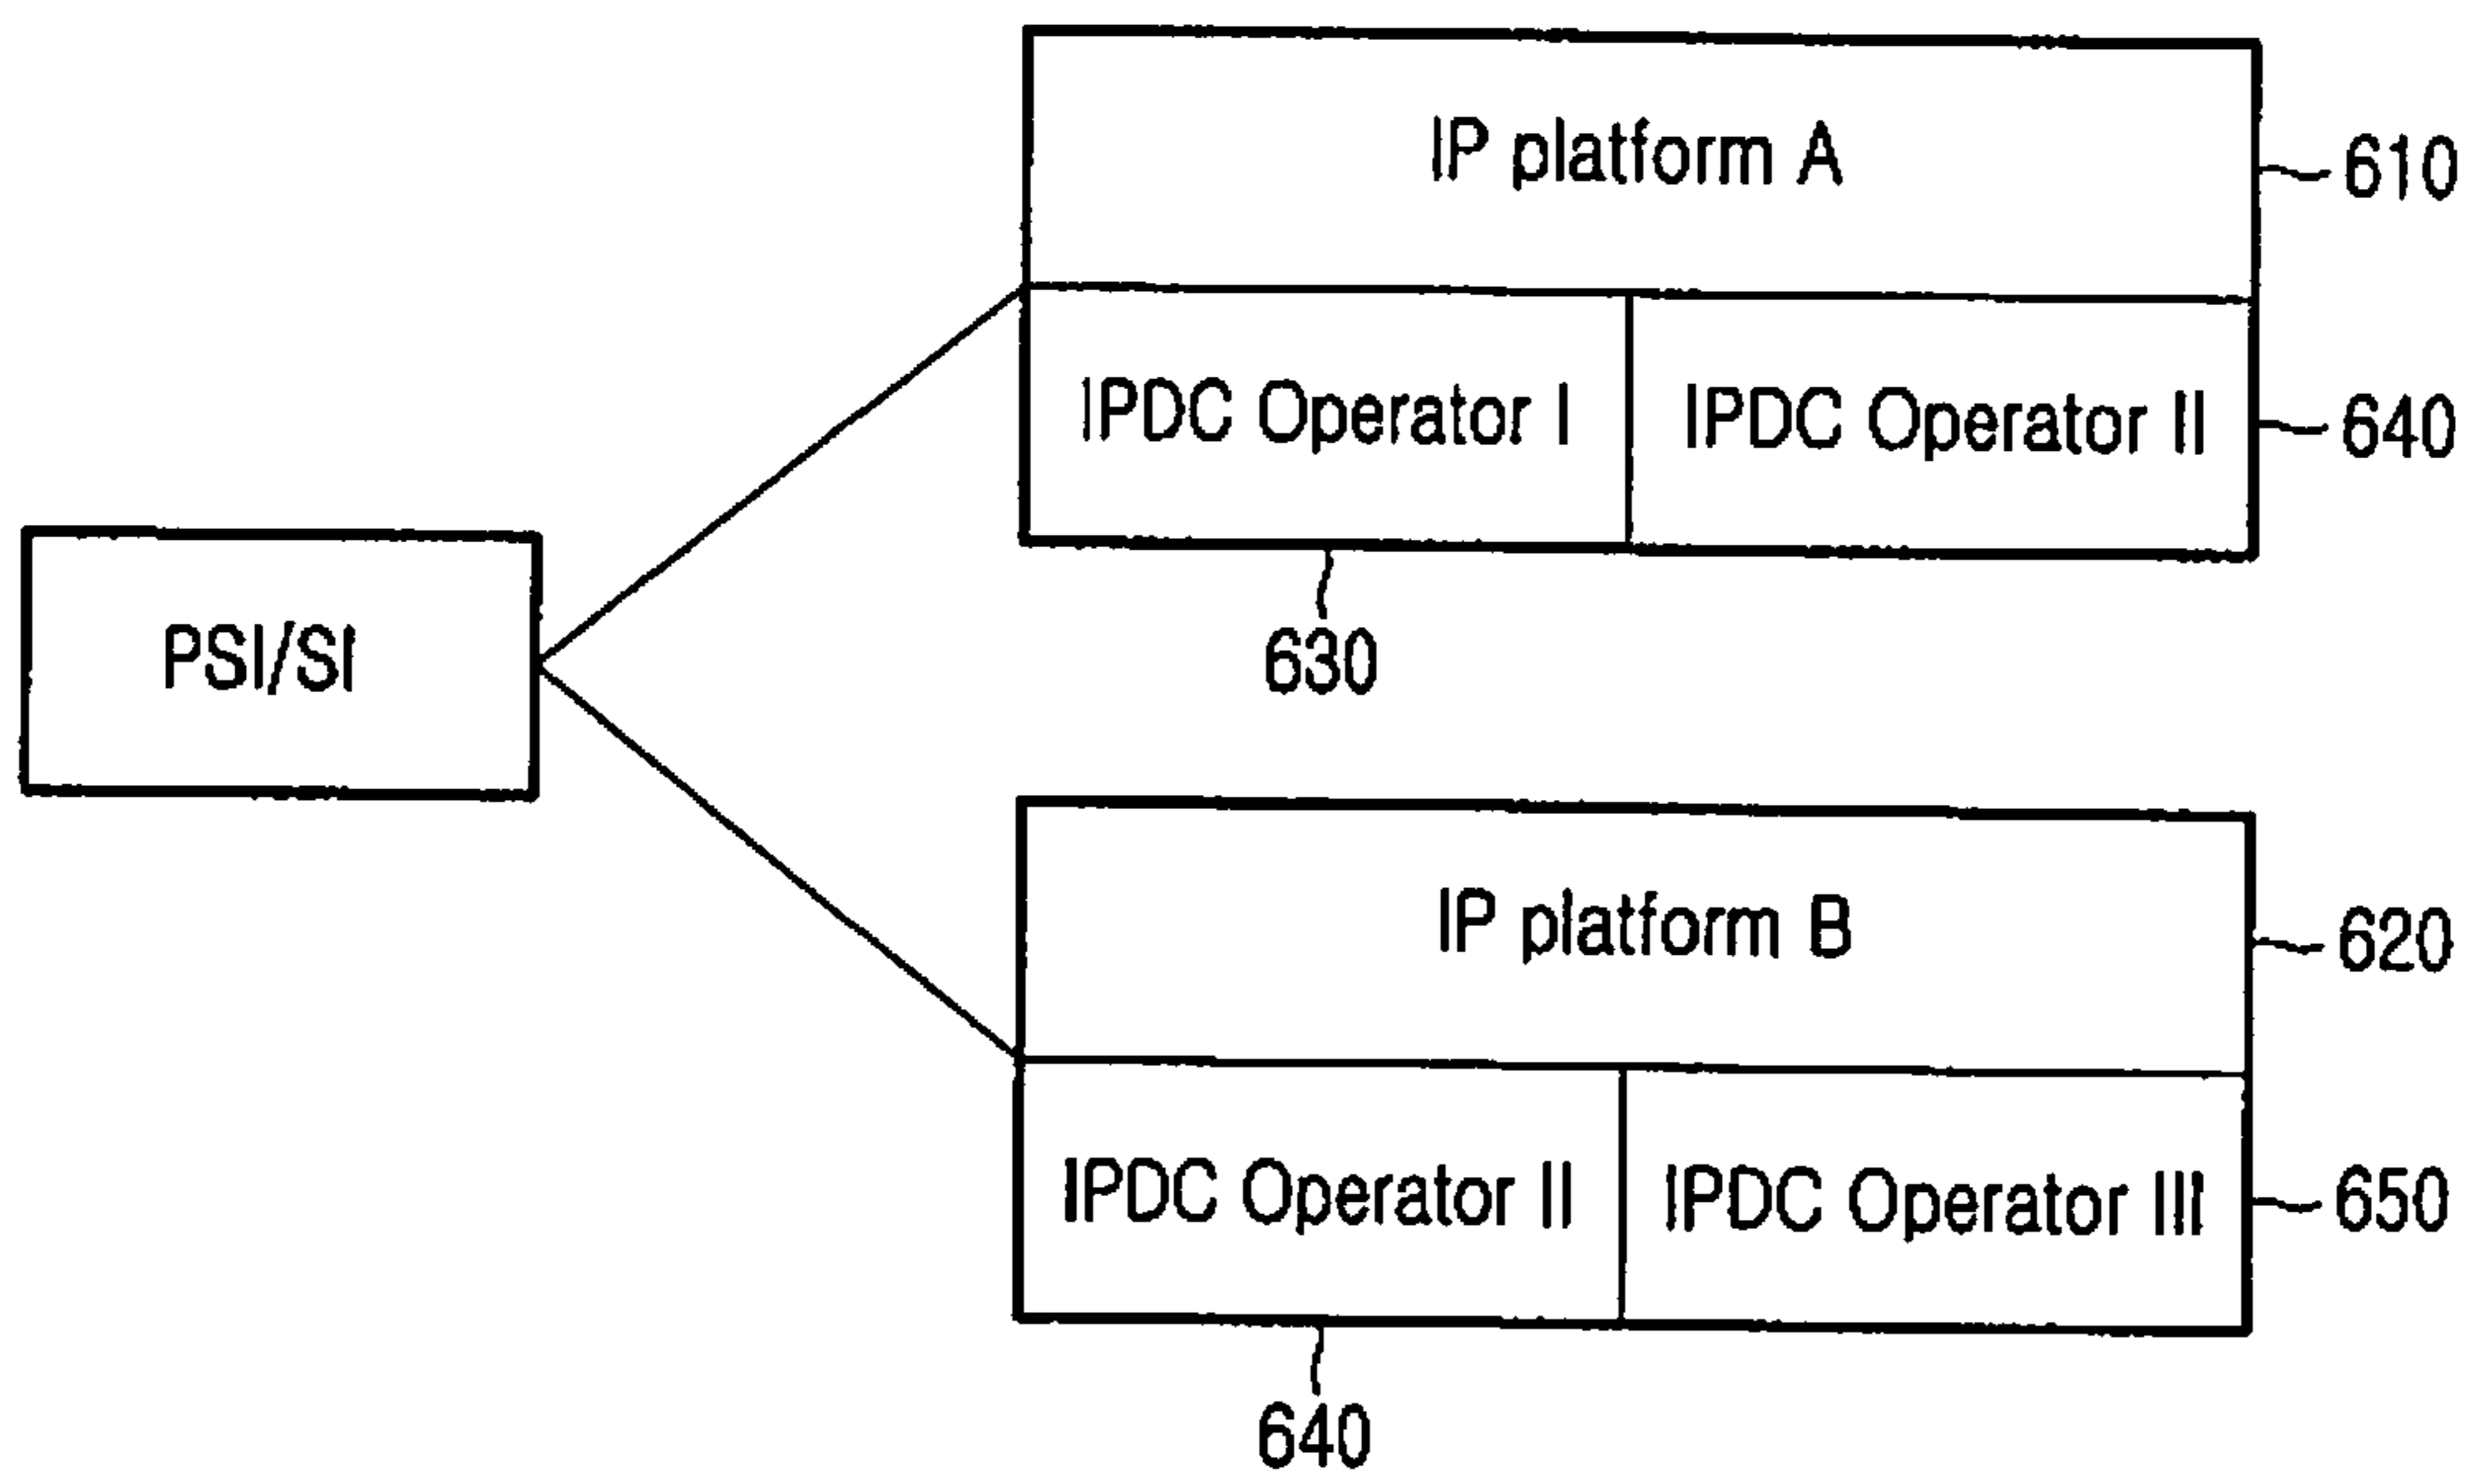 IP platform A
610
IPDC Operator I
IPDC Operator II
640
630
PSI/SI
IP platform B
620
IPDC Operator II
IPDC Operator III
650
640